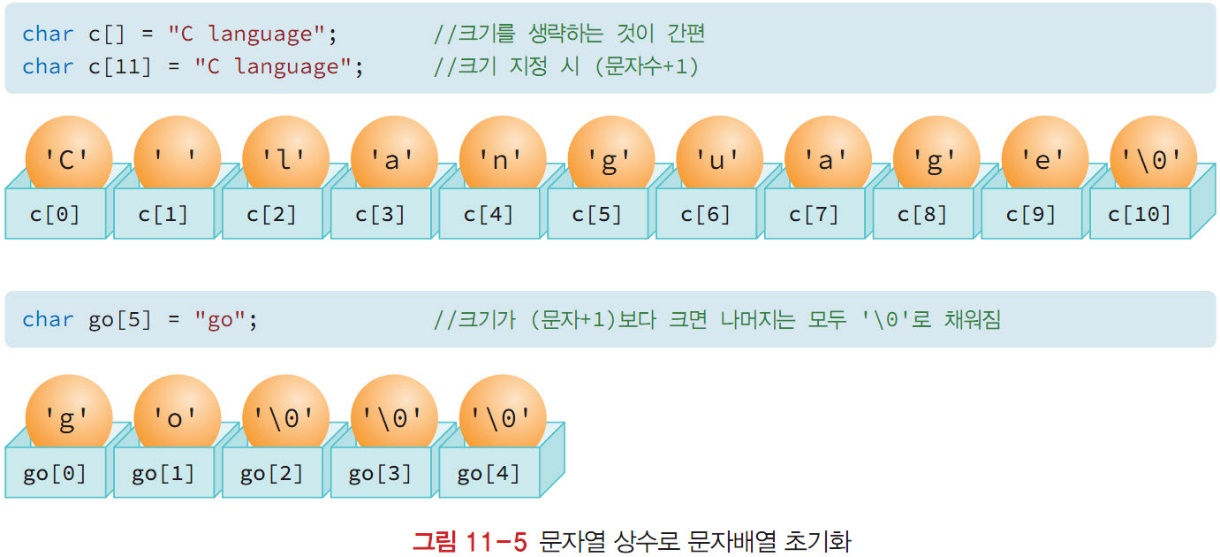 char c[] = "C language"; //크기를 생략하는 것이 간편
char c[11] = "C language"; //크기 지정 시 (문자수+1)
'C' ' ' 'l' 'a' 'n' 'g' 'u' 'a' 'g' 'e' '\0'
c[0] c[1] c[2] c[3] c[4] c[5] c[6] c[7] c[8] c[9] c[10]
char go[5] = "go"; //크기가 (문자+1)보다 크면 나머지는 모두 '\0'로 채워짐
'g' 'o' '\0' '\0' '\0'
go[0] go[1] go[2] go[3] go[4]
그림 11-5 문자열 상수로 문자배열 초기화